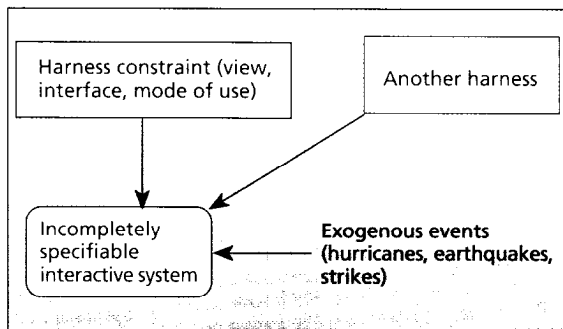 Harness constraint (view,
interface, mode of use)
Another harness
Incompletely
specifiable
interactive system
Exogenous events
(hurricanes, earthquakes,
strikes)